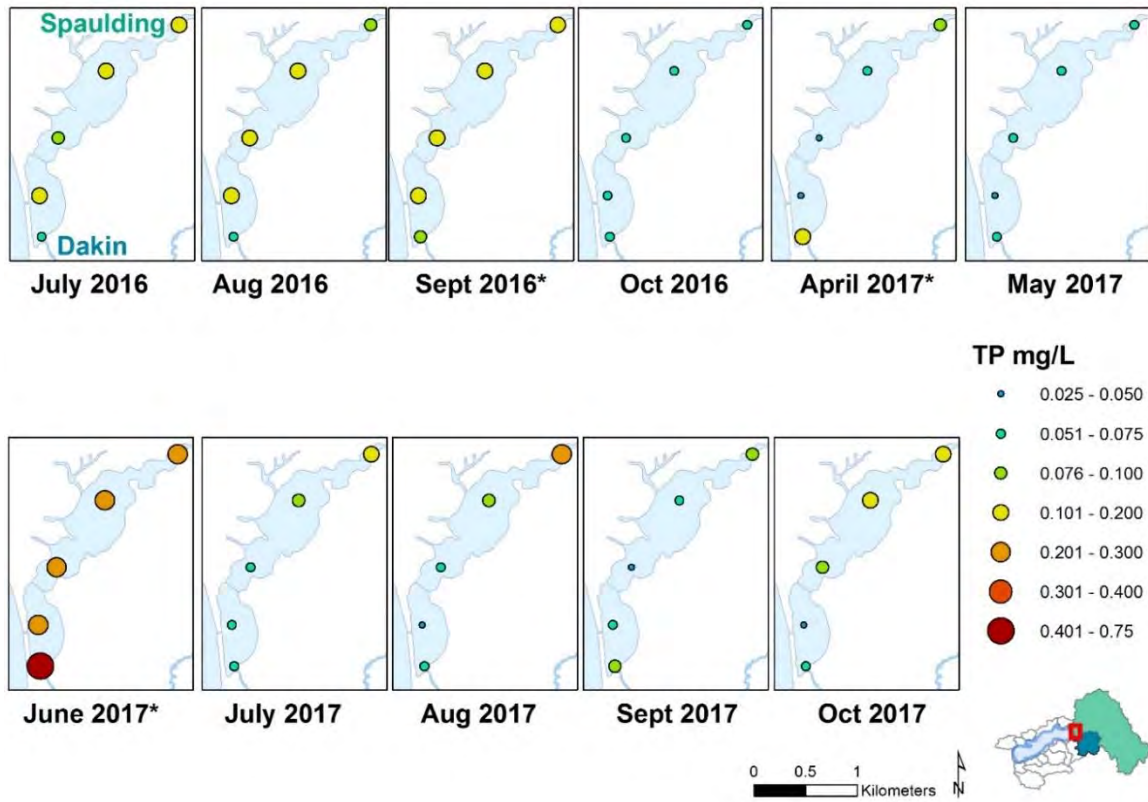 Spaulding
Dakin
July 2016
Aug 2016
Sept 2016*
Oct 2016
April 2017*
May 2017
TP mg/L
0.025 - 0.050
0.051 - 0.075
0.076 - 0.100
0.101 - 0.200
0.201 - 0.300
0.301 - 0.400
0.401 - 0.75
June 2017*
July 2017
Aug 2017
Sept 2017
Oct 2017
0 0.5 1
Kilometers
N